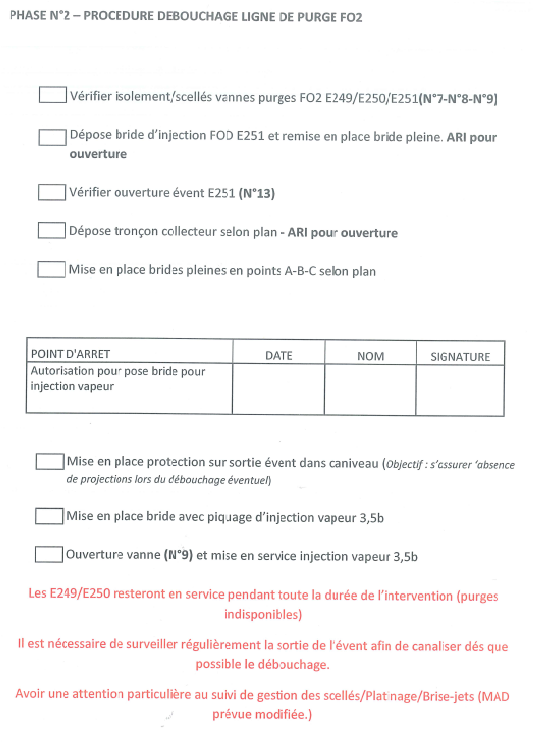 PHASE N°2 – PROCEDURE DEBOUCHAGE LIGNE DE PURGE FO2
Vérifier isolement/scellés vannes purges FO2 E249/E250/E251(N°7-N°8-N°9)
Dépose bride d'injection FOD E251 et remise en place bride pleine. ARI pour
ouverture
Vérifier ouverture évent E251 (N°13)
Dépose tronçon collecteur selon plan - ARI pour ouverture
Mise en place brides pleines en points A-B-C selon plan
POINT D'ARRET DATE NOM SIGNATURE
Autorisation pour pose bride pour
injection vapeur
Mise en place protection sur sortie évent dans caniveau (Objectif : s'assurer 'absence
de projections lors du débouchage éventuel)
Mise en place bride avec piquage d'injection vapeur 3,5b
Ouverture vanne (N°9) et mise en service injection vapeur 3,5b
Les E249/E250 resteront en service pendant toute la durée de l'intervention (purges
indisponibles)
Il est nécessaire de surveiller régulièrement la sortie de l'évent afin de canaliser dés que
possible le débouchage.
Avoir une attention particulière au suivi de gestion des scellés/Platinage/Brise-jets (MAD
prévue modifiée.)